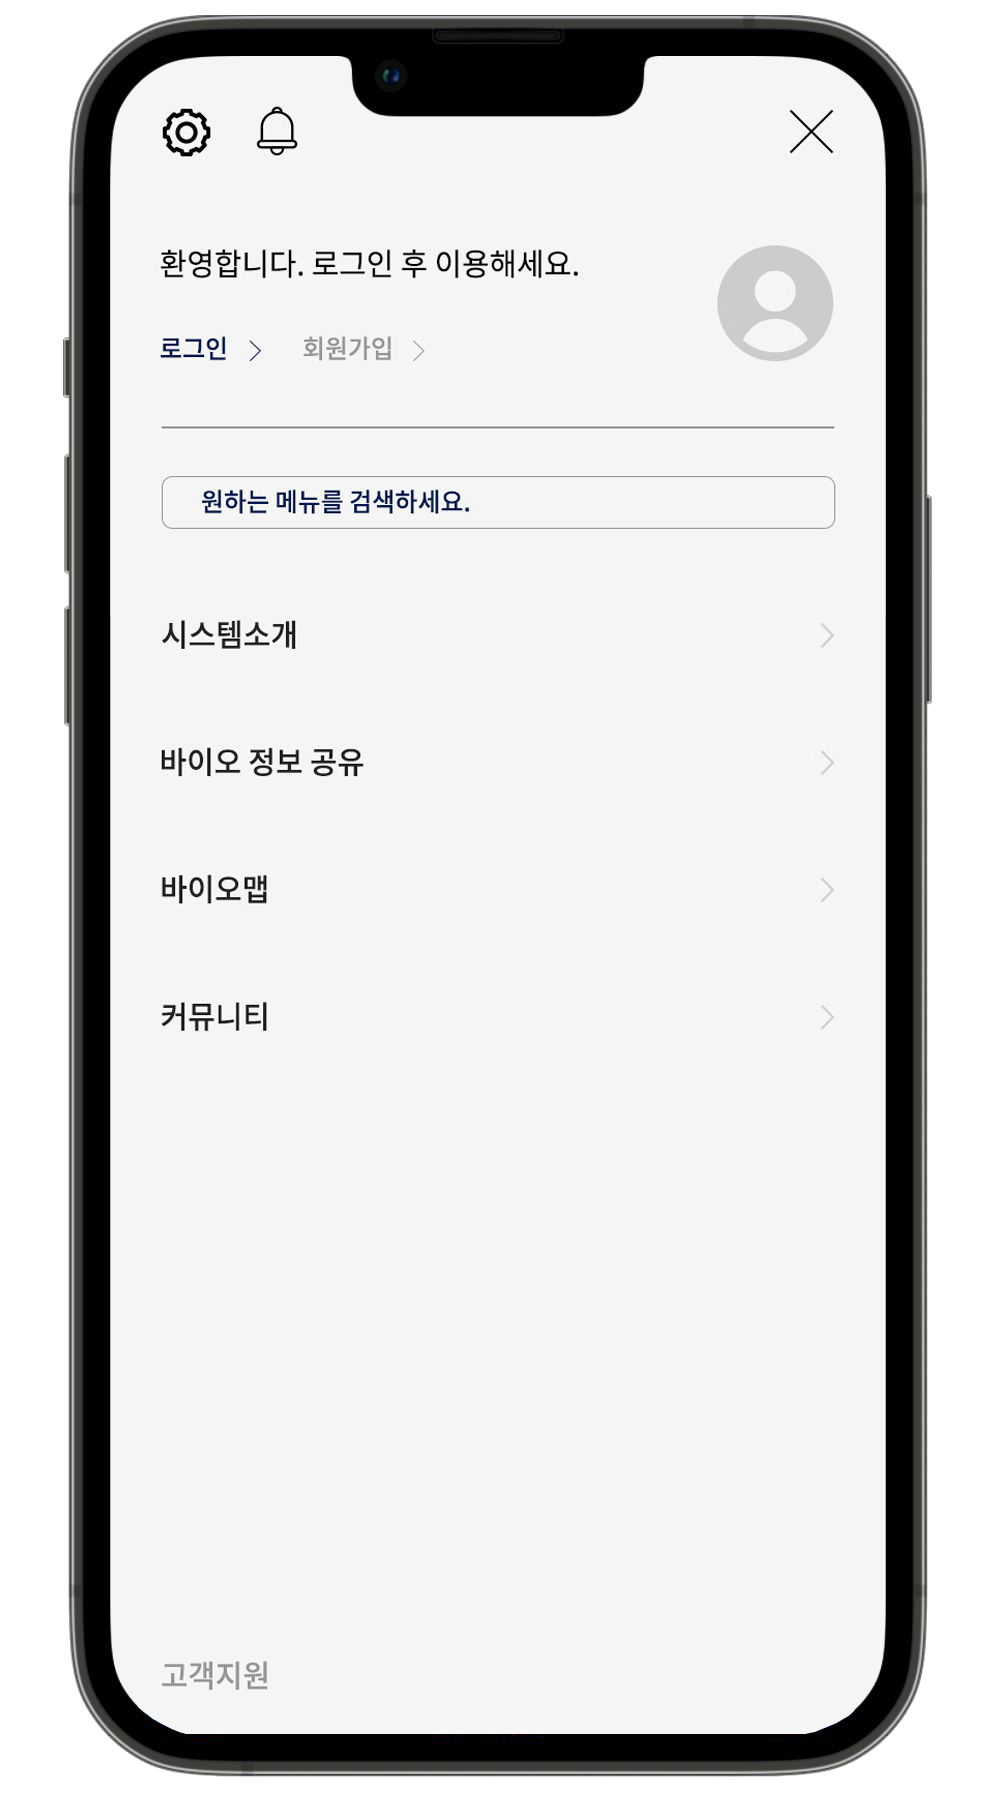 환영합니다. 로그인 후 이용해세요.
로그인 회원가입
원하는 메뉴를 검색하세요.
시스템소개
바이오 정보 공유
바이오맵
커뮤니티
고객지원